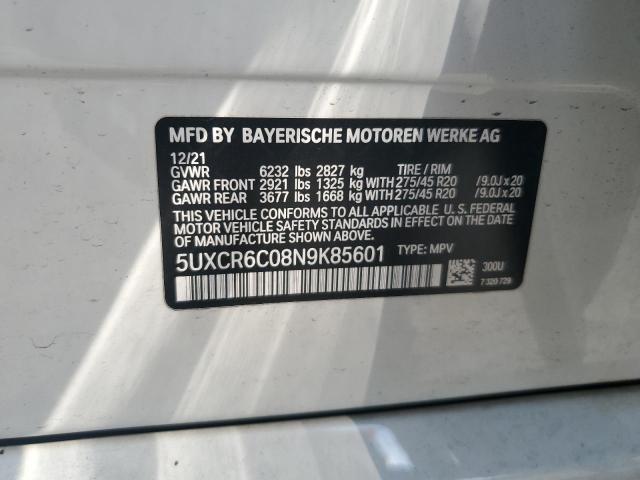 MFD BY BAYERISCHE MOTOREN WERKE AG
12/21
GVWR 6232 lbs 2827 kg TIRE / RIM
GAWR FRONT 2921 lbs 1325 kg WITH 275/45 R20 /9.0J x 20
GAWR REAR 3677 lbs 1668 kg WITH 275/45 R20 /9.0J x 20
THIS VEHICLE CONFORMS TO ALL APPLICABLE U. S. FEDERAL
MOTOR VEHICLE SAFETY STANDARDS IN EFFECT ON THE DATE
OF MANUFACTURE SHOWN ABOVE.
5UXCR6C08N9K85601 TYPE: MPV
300U
7 320 729